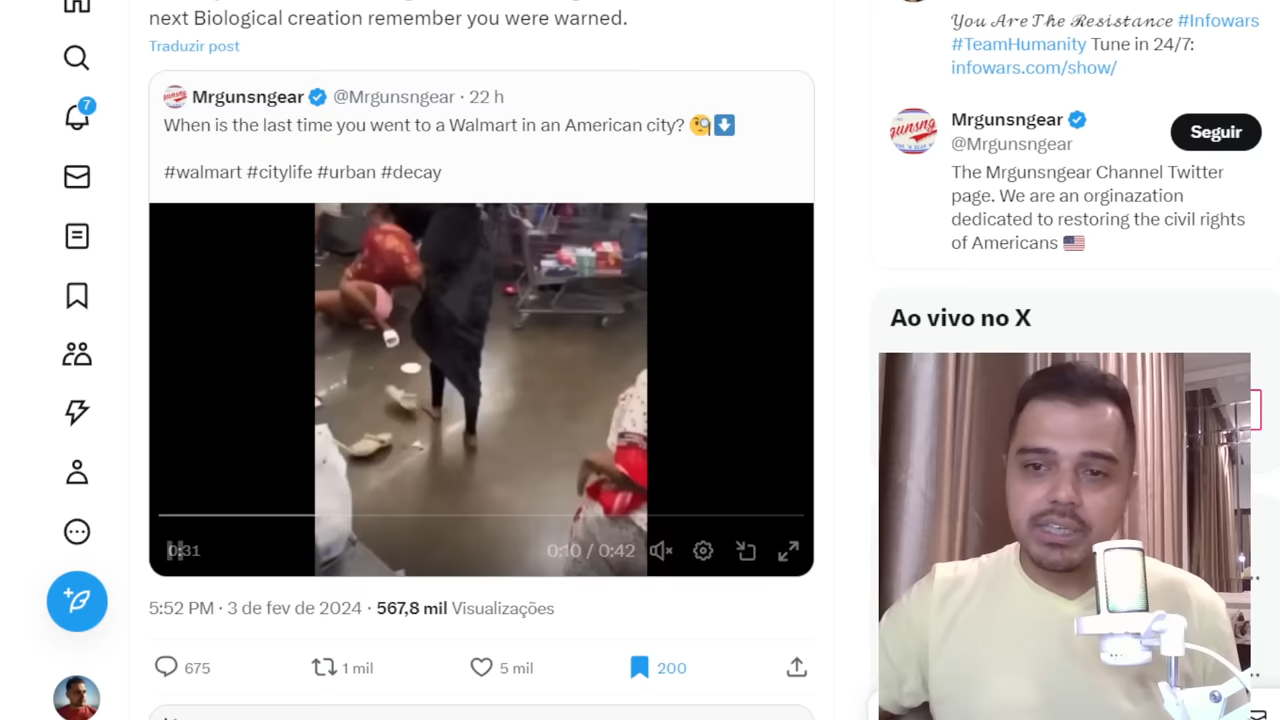 next Biological creation remember you were warned.
Traduzir post
Mrgunsngear @Mrgunsngear · 22 h
When is the last time you went to a Walmart in an American city? 🧐⬇️
#walmart #citylife #urban #decay
0:31
0:10 / 0:42
5:52 PM · 3 de fev de 2024 · 567,8 mil Visualizações
675
1 mil
5 mil
200
7
𝒴ℴ𝓊 𝒜𝓇ℯ 𝒯𝒽ℯ ℛℯ𝓈𝒾𝓈𝓉𝒶𝓃𝒸ℯ #Infowars
#TeamHumanity Tune in 24/7:
infowars.com/show/
gunsng
Mrgunsngear
@Mrgunsngear
Seguir
The Mrgunsngear Channel Twitter
page. We are an orginazation
dedicated to restoring the civil rights
of Americans 🇺🇸
Ao vivo no X